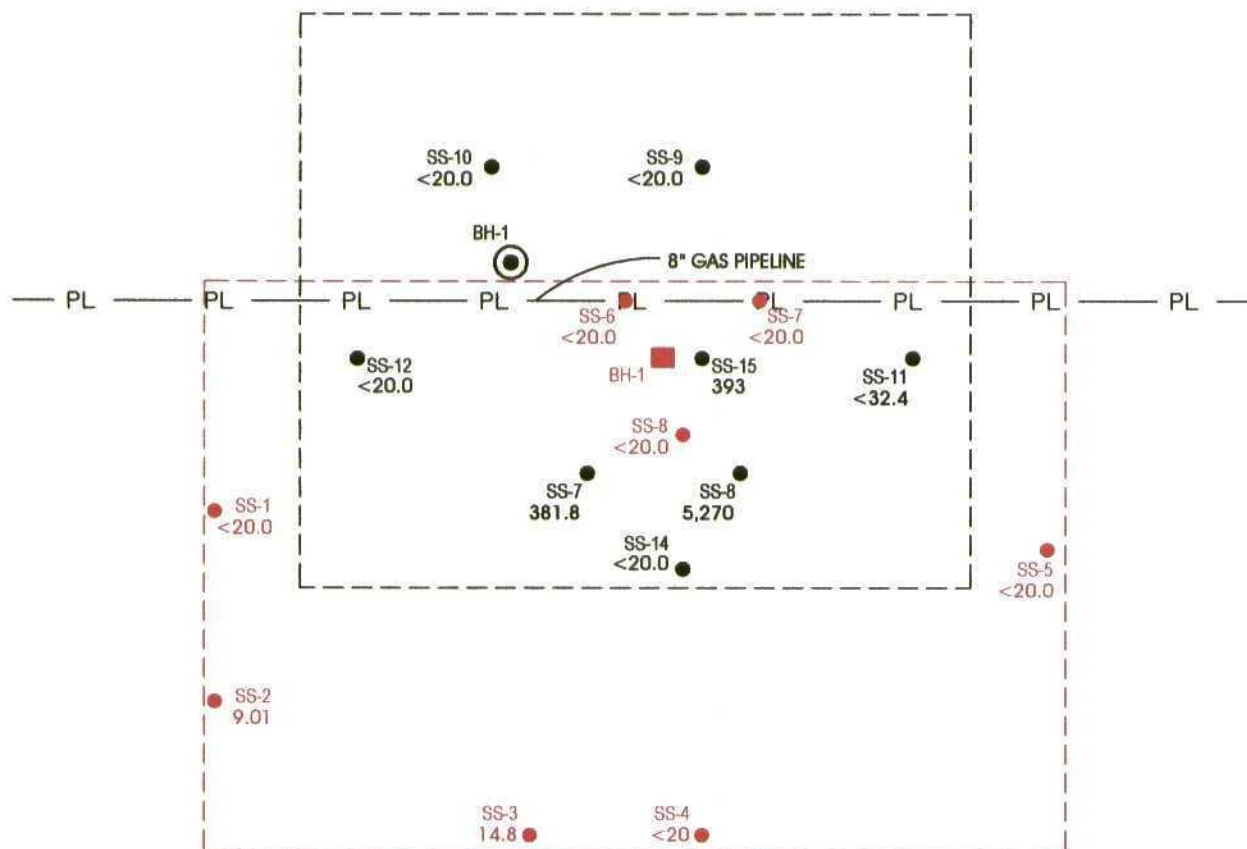 SS-10
<20.0
SS-9
<20.0
BH-1
8" GAS PIPELINE
PL PL PL PL PL PL PL PL PL
SS-6
<20.0
SS-7
<20.0
SS-12
<20.0
BH-1
SS-15
393
SS-11
<32.4
SS-8
<20.0
SS-7
381.8
SS-8
5,270
SS-1
<20.0
SS-14
<20.0
SS-5
<20.0
SS-2
9.01
SS-3
14.8
SS-4
<20